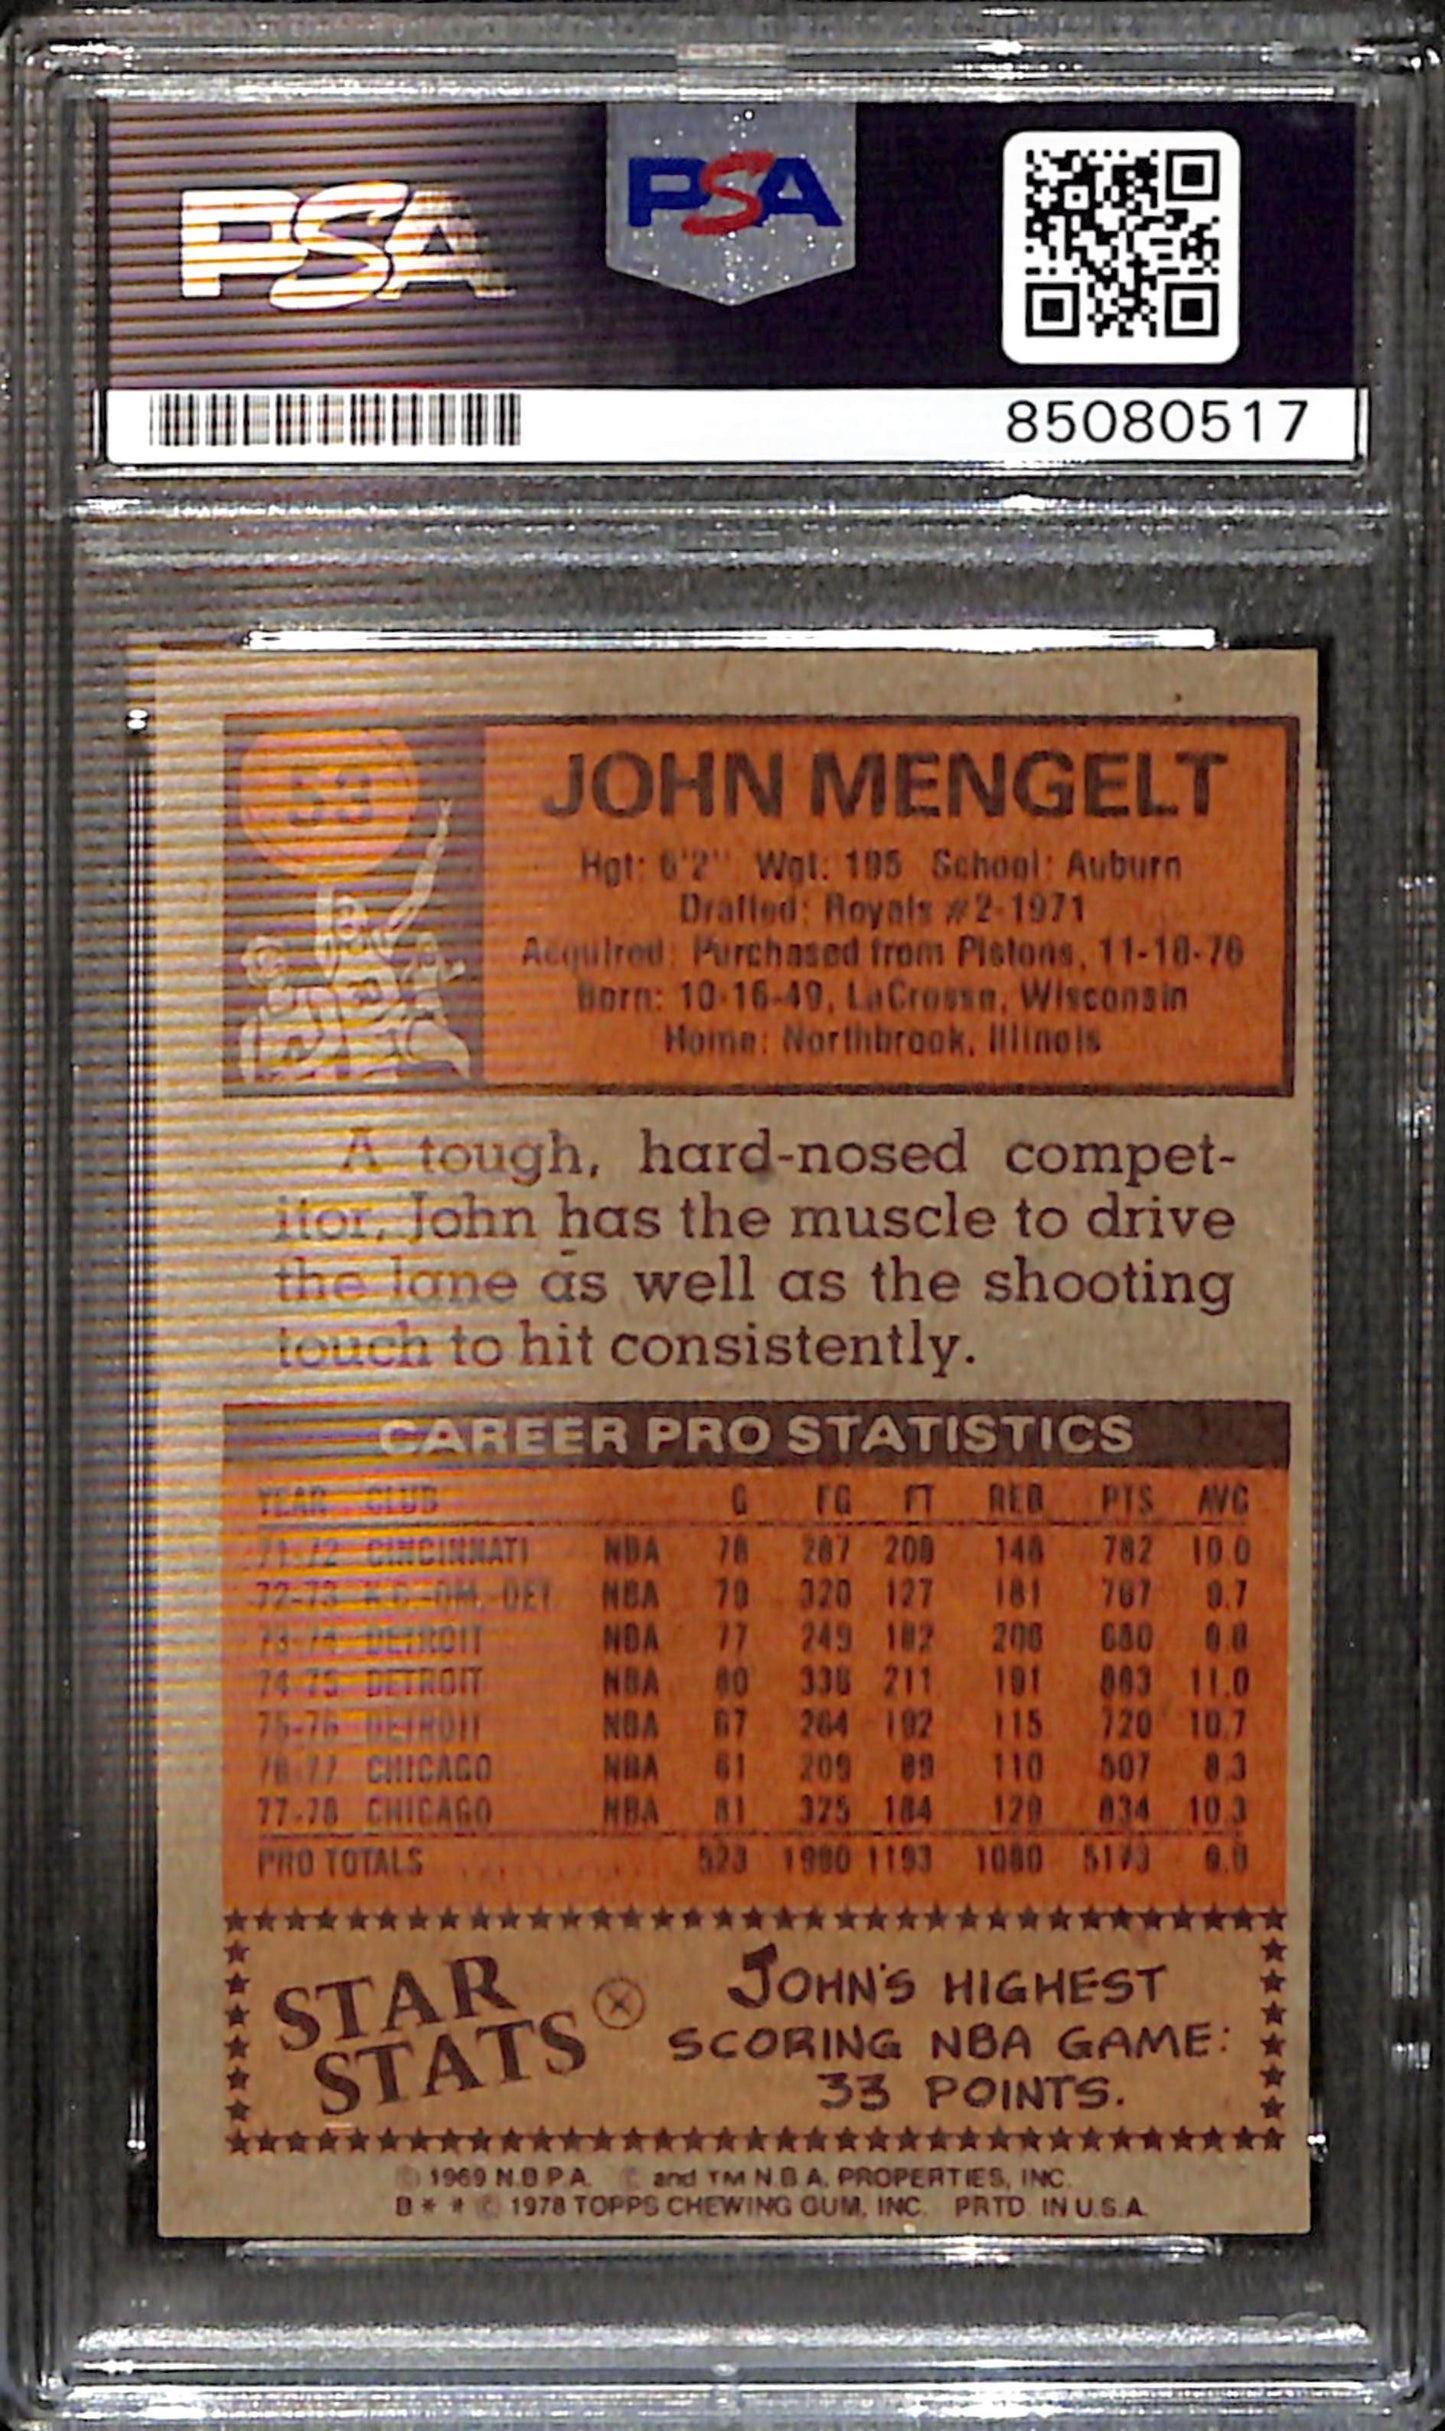 PSA
PSA
85080517
53
JOHN MENGELT
Hgt: 6'2" Wgt: 195 School: Auburn
Drafted: Royals #2-1971
Acquired: Purchased from Pistons, 11-18-76
Born: 10-16-49, LaCrosse, Wisconsin
Home: Northbrook, Illinois
A tough, hard-nosed compet-
itor, John has the muscle to drive
the lane as well as the shooting
touch to hit consistently.
CAREER PRO STATISTICS
YEAR CLUB G FG FT REB PTS AVG
71-72 CINCINNATI NBA 78 287 208 148 782 10.0
72-73 K.C.-OM.-DET NBA 79 320 127 181 767 9.7
73-74 DETROIT NBA 77 249 182 206 680 8.8
74-75 DETROIT NBA 80 336 211 191 883 11.0
75-76 DETROIT NBA 67 264 192 115 720 10.7
76-77 CHICAGO NBA 61 209 89 110 507 8.3
77-78 CHICAGO NBA 81 325 184 129 834 10.3
PRO TOTALS 523 1990 1193 1080 5173 9.9
STAR
STATS
JOHN'S HIGHEST
SCORING NBA GAME:
33 POINTS.
© 1969 N.B.P.A. © and TM N.B.A. PROPERTIES, INC.
B * * © 1978 TOPPS CHEWING GUM, INC. PRTD. IN U.S.A.